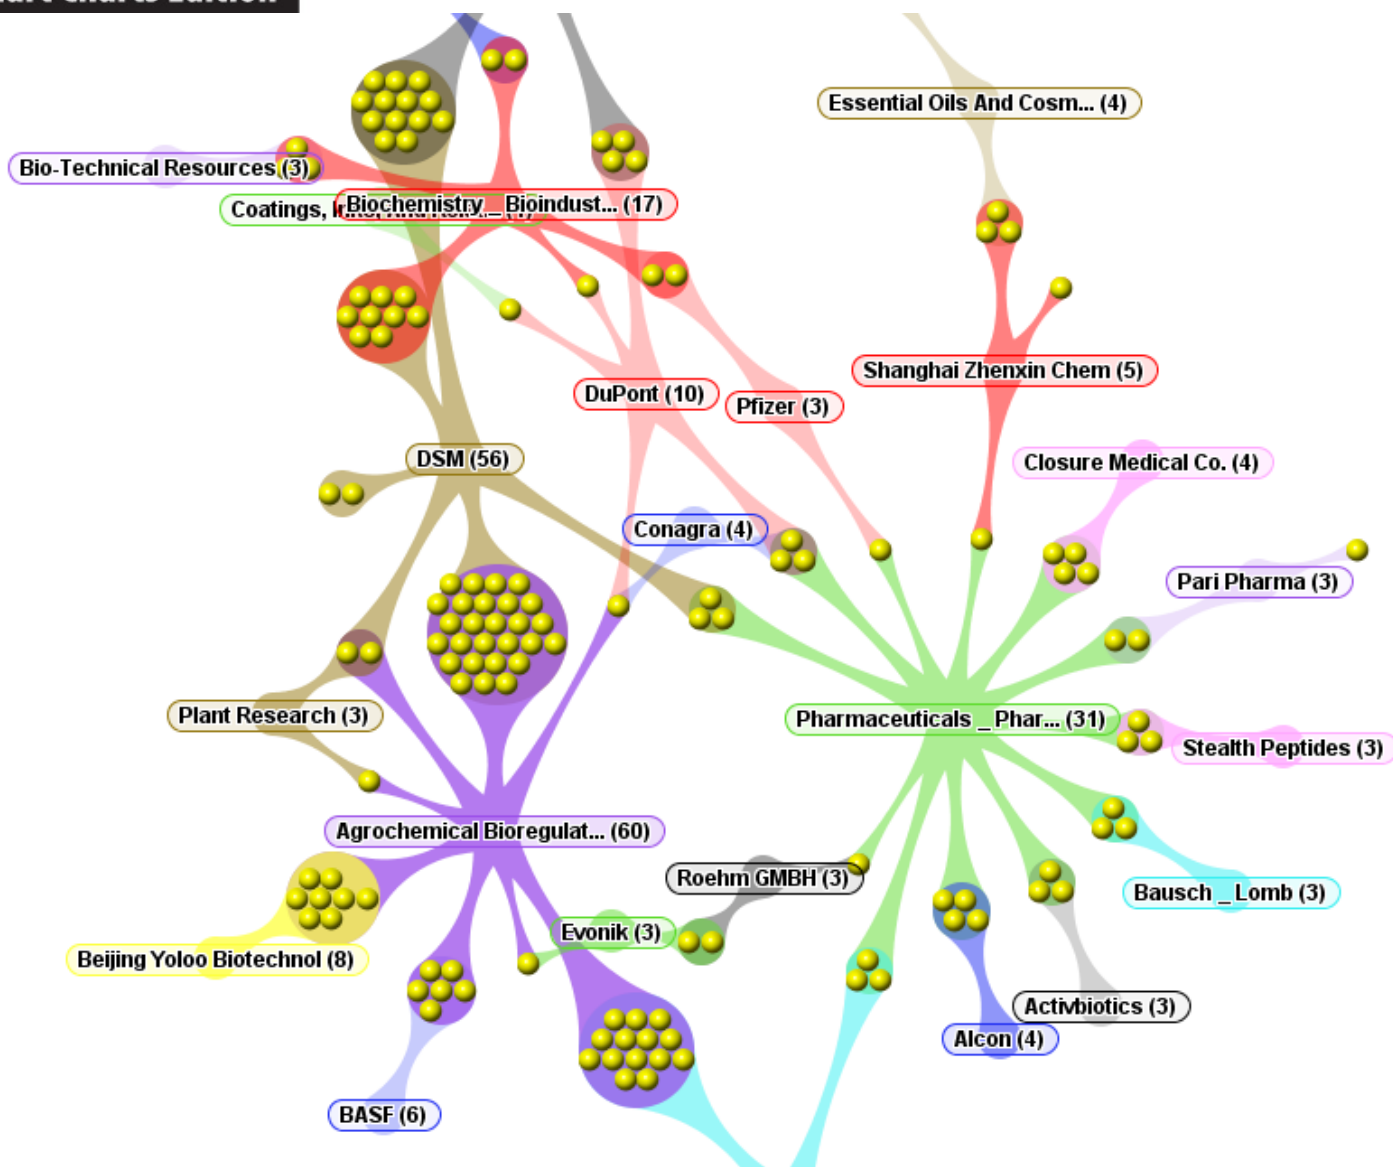 Charts Edition
Essential Oils And Cosm... (4)
Bio-Technical Resources (3)
Biochemistry _ Bioindust... (17)
Coatings,
Shanghai Zhenxin Chem (5)
DuPont (10)
Pfizer (3)
DSM (56)
Closure Medical Co. (4)
Conagra (4)
Pari Pharma (3)
Plant Research (3)
Pharmaceuticals _ Phar... (31)
Stealth Peptides (3)
Agrochemical Bioregulat... (60)
Roehm GMBH (3)
Bausch _ Lomb (3)
Evonik (3)
Beijing Yoloo Biotechnol (8)
Activbiotics (3)
Alcon (4)
BASF (6)